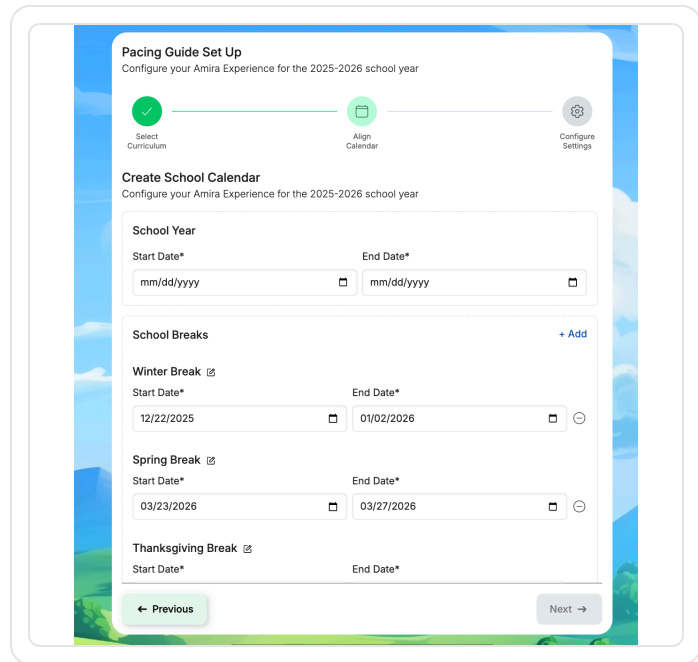 Pacing Guide Set Up
Configure your Amira Experience for the 2025-2026 school year
Select
Curriculum
Align
Calendar
Configure
Settings
Create School Calendar
Configure your Amira Experience for the 2025-2026 school year
School Year
Start Date* End Date*
mm/dd/yyyy mm/dd/yyyy
School Breaks + Add
Winter Break
Start Date* End Date*
12/22/2025 01/02/2026
Spring Break
Start Date* End Date*
03/23/2026 03/27/2026
Thanksgiving Break
Start Date* End Date*
← Previous Next →